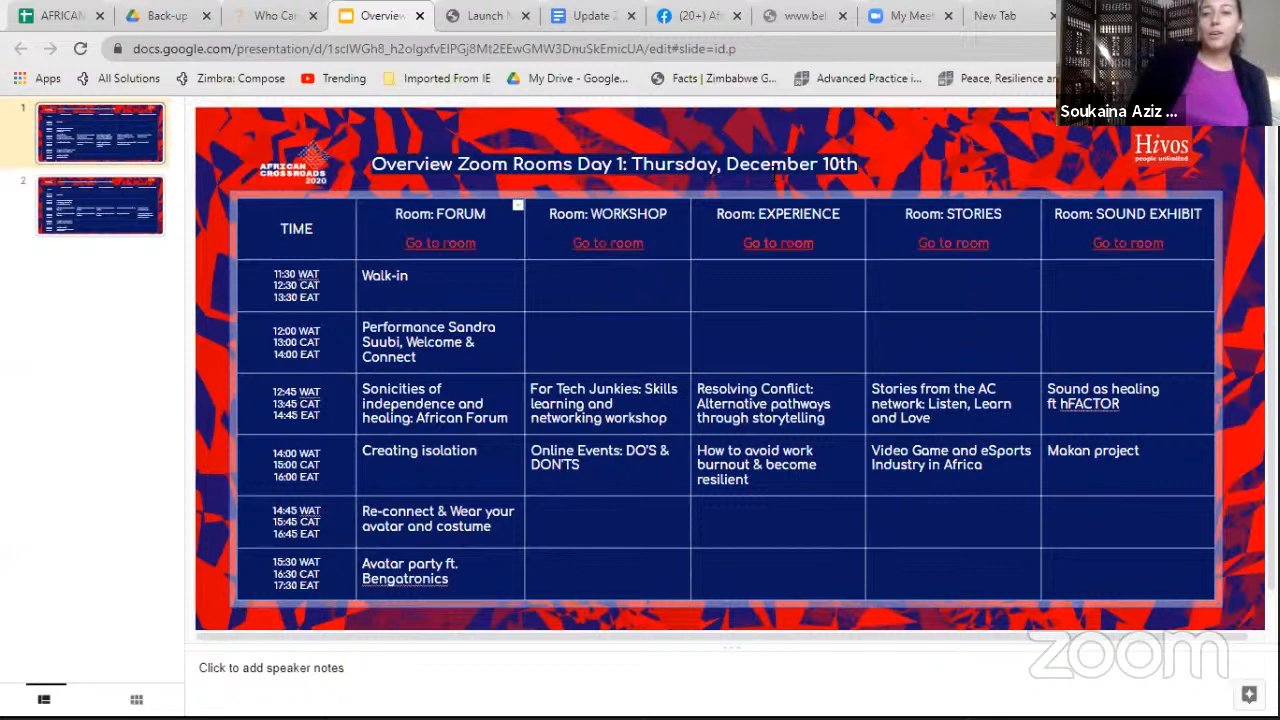 AFRICAN
Back-up
Who Can
Overview
Launch
Update 2
(20+) A
www.bel
My Meet
New Tab
docs.google.com/presentation/d/
/edit#slide=id.p
Apps
All Solutions
Zimbra: Compose
Trending
Imported From IE
My Drive - Google...
Facts | Zimbabwe G...
Advanced Practice i...
Peace, Resilience an
Soukaina Aziz ...
1
2
AFRICAN
CROSSROADS
2020
Overview Zoom Rooms Day 1: Thursday, December 10th
Hivos
people unlimited
TIME
Room: FORUM
Go to room
Room: WORKSHOP
Go to room
Room: EXPERIENCE
Go to room
Room: STORIES
Go to room
Room: SOUND EXHIBIT
Go to room
11:30 WAT
12:30 CAT
13:30 EAT
Walk-in
12:00 WAT
13:00 CAT
14:00 EAT
Performance Sandra
Suubi, Welcome &
Connect
12:45 WAT
13:45 CAT
14:45 EAT
Sonicities of
independence and
healing: African Forum
For Tech Junkies: Skills
learning and
networking workshop
Resolving Conflict:
Alternative pathways
through storytelling
Stories from the AC
network: Listen, Learn
and Love
Sound as healing
ft hFACTOR
14:00 WAT
15:00 CAT
16:00 EAT
Creating isolation
Online Events: DO'S &
DON'TS
How to avoid work
burnout & become
resilient
Video Game and eSports
Industry in Africa
Makan project
14:45 WAT
15:45 CAT
16:45 EAT
Re-connect & Wear your
avatar and costume
15:30 WAT
16:30 CAT
17:30 EAT
Avatar party ft.
Bengatronics
zoom
Click to add speaker notes